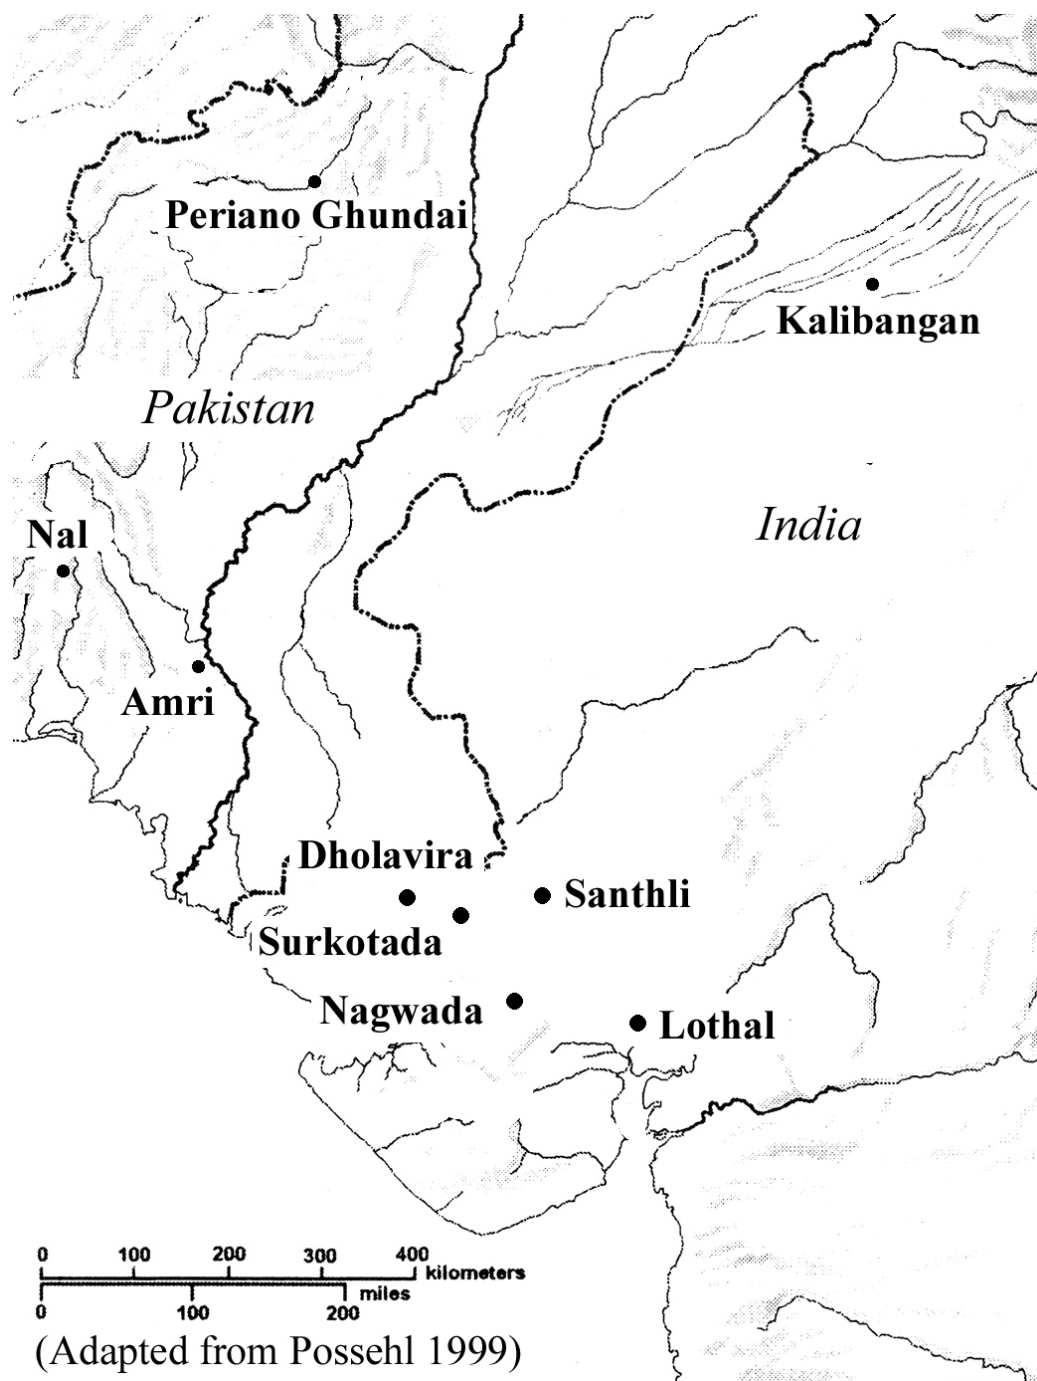 Periano Ghundai
Kalibangan
Pakistan
India
Nal
Amri
Dholavira
Santhli
Surkotada
Nagwada
Lothal
0 100 200 300 400
kilometers
miles
0 100 200
(Adapted from Possehl 1999)